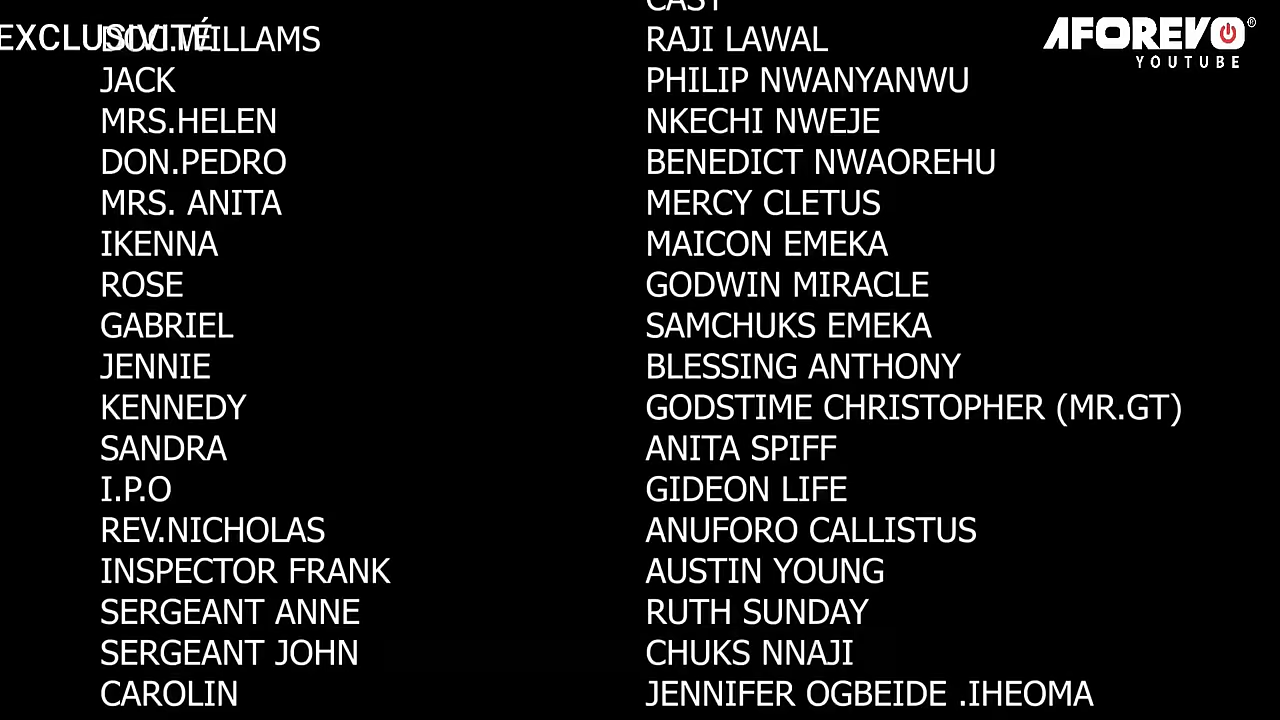 CAST
EXCLUSIVITÉ
DOC.WILLAMS RAJI LAWAL
AFOREVO®
YOUTUBE
JACK PHILIP NWANYANWU
MRS.HELEN NKECHI NWEJE
DON.PEDRO BENEDICT NWAOREHU
MRS. ANITA MERCY CLETUS
IKENNA MAICON EMEKA
ROSE GODWIN MIRACLE
GABRIEL SAMCHUKS EMEKA
JENNIE BLESSING ANTHONY
KENNEDY GODSTIME CHRISTOPHER (MR.GT)
SANDRA ANITA SPIFF
I.P.O GIDEON LIFE
REV.NICHOLAS ANUFORO CALLISTUS
INSPECTOR FRANK AUSTIN YOUNG
SERGEANT ANNE RUTH SUNDAY
SERGEANT JOHN CHUKS NNAJI
CAROLIN JENNIFER OGBEIDE .IHEOMA